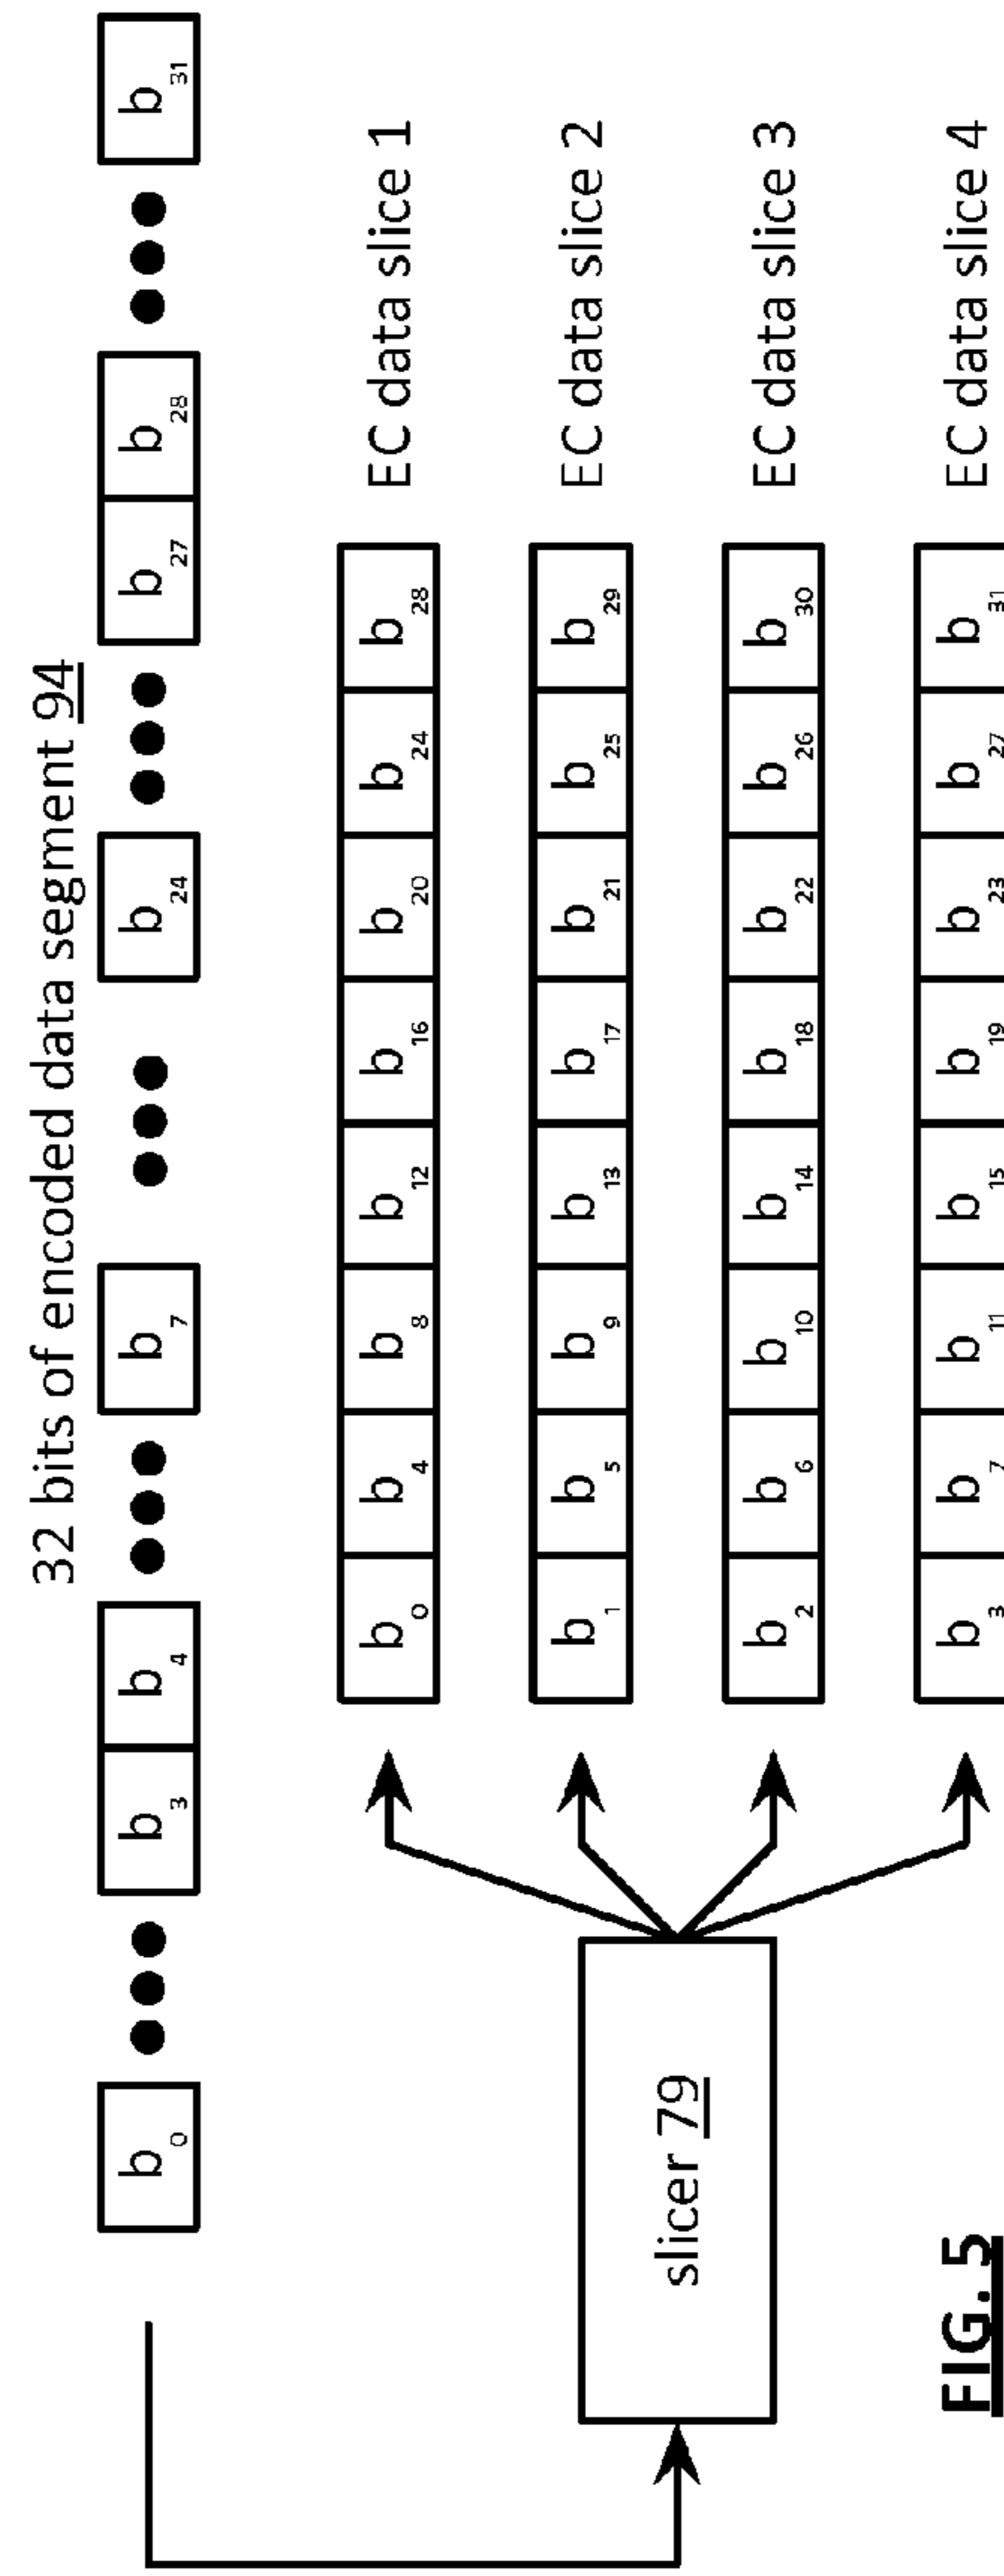 32 bits of encoded data segment 94
b0 ●●● b3 b4 ●●● b7 ●●● b24 ●●● b27 b28 ●●● b31
b0 b4 b8 b12 b16 b20 b24 b28 EC data slice 1
b1 b5 b9 b13 b17 b21 b25 b29 EC data slice 2
slicer 79
b2 b6 b10 b14 b18 b22 b26 b30 EC data slice 3
b3 b7 b11 b15 b19 b23 b27 b31 EC data slice 4
FIG. 5